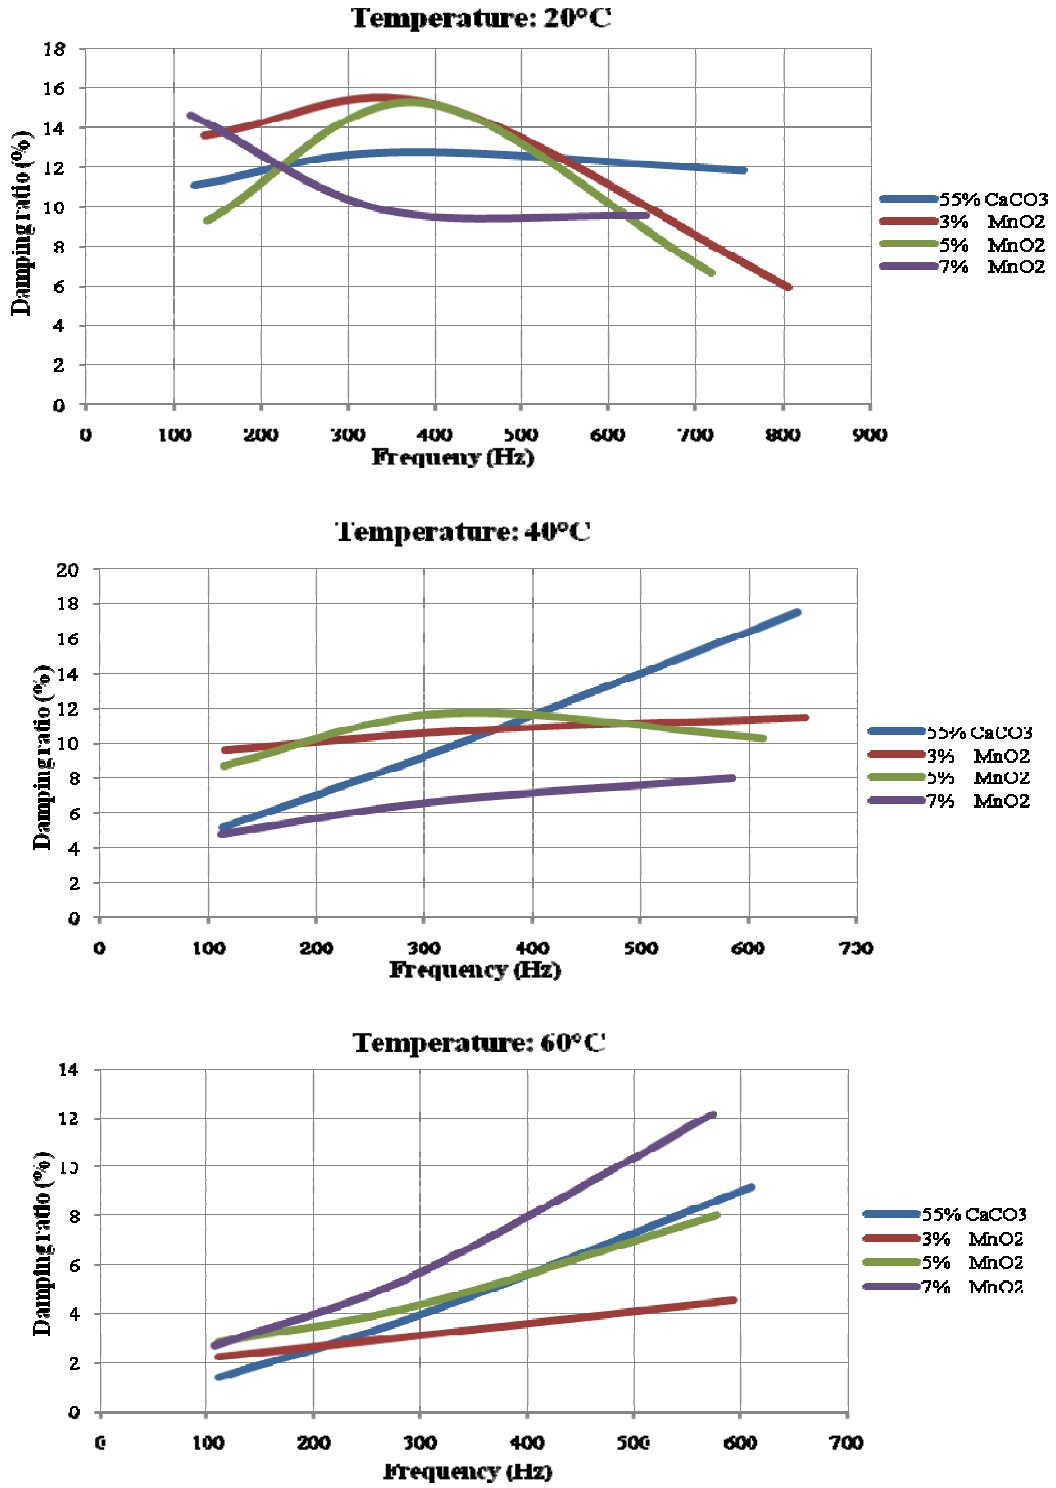 Temperature: 20°C
18
16
14
12
10
8
6
4
2
0
Damping ratio (%)
0 100 200 300 400 500 600 700 800 900
Frequeny (Hz)
55% CaCO3
3% MnO2
5% MnO2
7% MnO2
Temperature: 40°C
20
18
16
14
12
10
8
6
4
2
0
Damping ratio (%)
0 100 200 300 400 500 600 700
Frequency (Hz)
55% CaCO3
3% MnO2
5% MnO2
7% MnO2
Temperature: 60°C
14
12
10
8
6
4
2
0
Damping ratio (%)
0 100 200 300 400 500 600 700
Frequency (Hz)
55% CaCO3
3% MnO2
5% MnO2
7% MnO2